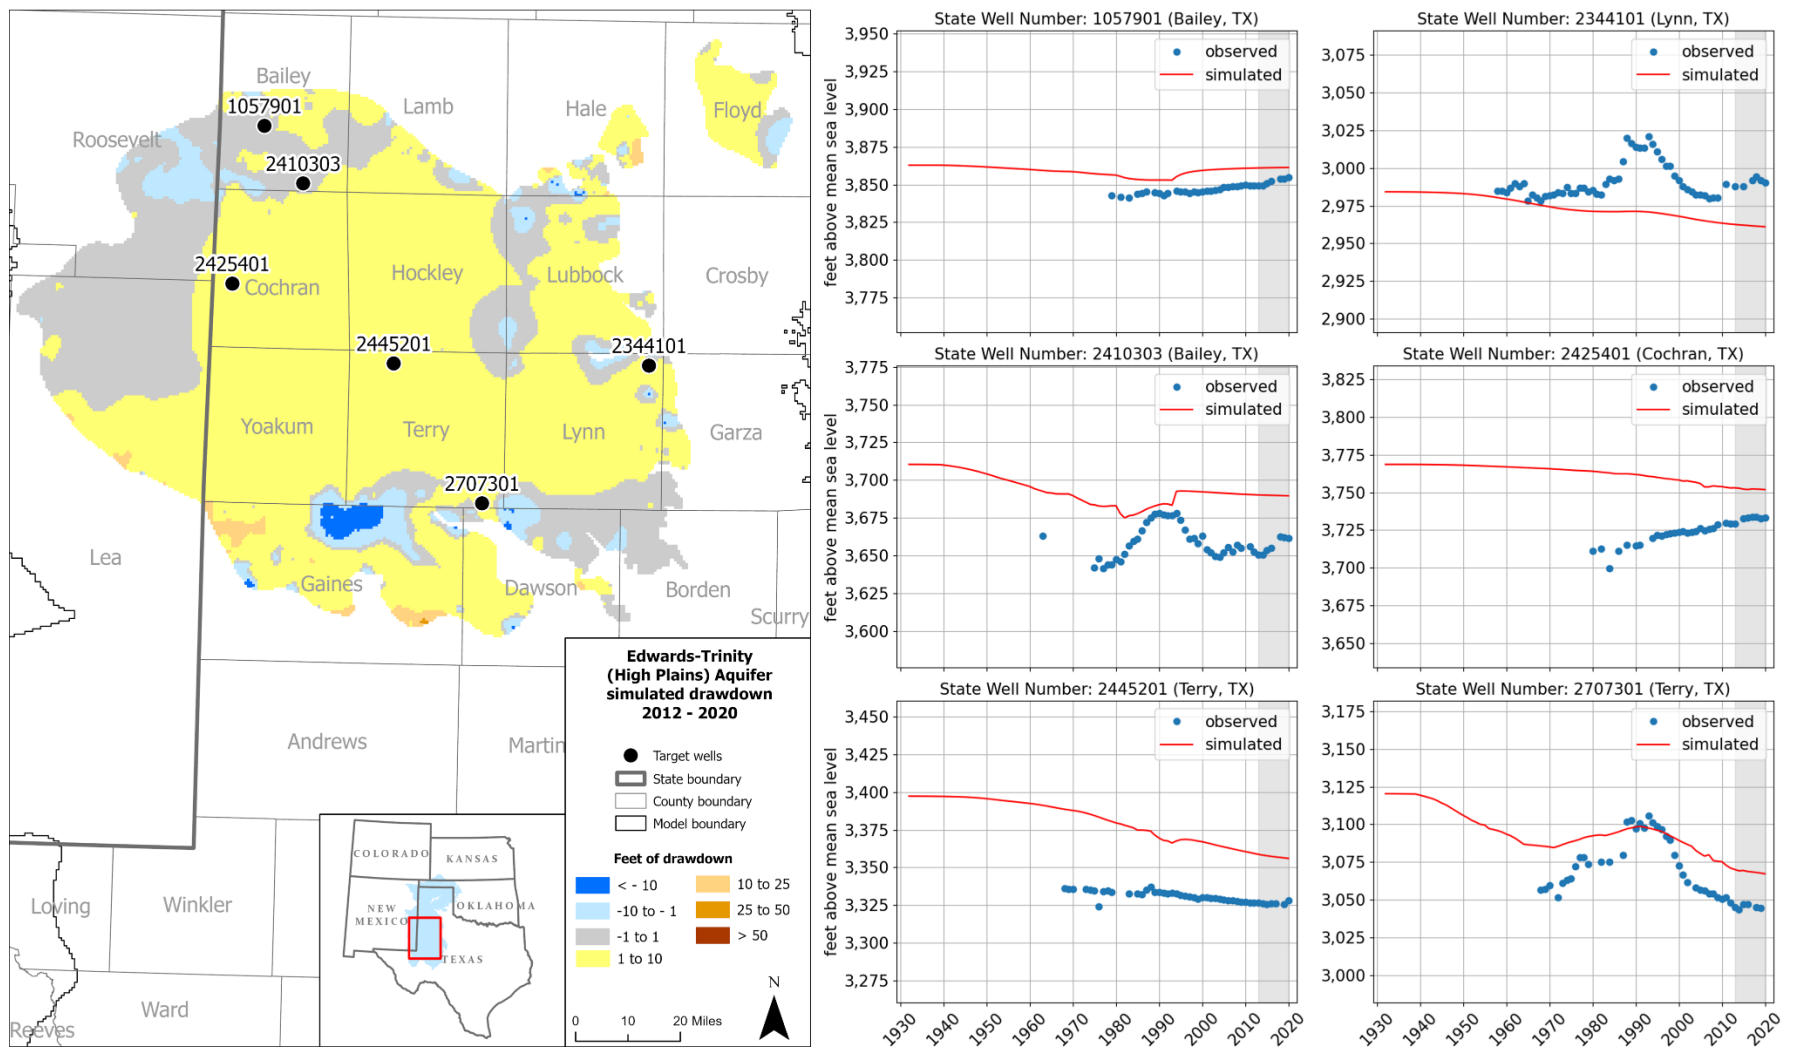 Bailey
1057901
Lamb
Hale
Floyd
Roosevelt
2410303
2425401
Cochran
Hockley
Lubbock
Crosby
2445201
2344101
Yoakum
Terry
Lynn
Garza
2707301
Lea
Gaines
Dawson
Borden
Scurry
Andrews
Martin
Loving
Winkler
Ward
Reeves
COLORADO
KANSAS
NEW
MEXICO
OKLAHOMA
TEXAS
Edwards-Trinity
(High Plains) Aquifer
simulated drawdown
2012 - 2020
Target wells
State boundary
County boundary
Model boundary
Feet of drawdown
< - 10
-10 to - 1
-1 to 1
1 to 10
10 to 25
25 to 50
> 50
N
0 10 20 Miles
State Well Number: 1057901 (Bailey, TX)
observed
simulated
feet above mean sea level
3,950
3,925
3,900
3,875
3,850
3,825
3,800
3,775
State Well Number: 2344101 (Lynn, TX)
observed
simulated
3,075
3,050
3,025
3,000
2,975
2,950
2,925
2,900
State Well Number: 2410303 (Bailey, TX)
observed
simulated
feet above mean sea level
3,775
3,750
3,725
3,700
3,675
3,650
3,625
3,600
State Well Number: 2425401 (Cochran, TX)
observed
simulated
3,825
3,800
3,775
3,750
3,725
3,700
3,675
3,650
State Well Number: 2445201 (Terry, TX)
observed
simulated
feet above mean sea level
3,450
3,425
3,400
3,375
3,350
3,325
3,300
3,275
1930 1940 1950 1960 1970 1980 1990 2000 2010 2020
State Well Number: 2707301 (Terry, TX)
observed
simulated
3,175
3,150
3,125
3,100
3,075
3,050
3,025
3,000
1930 1940 1950 1960 1970 1980 1990 2000 2010 2020